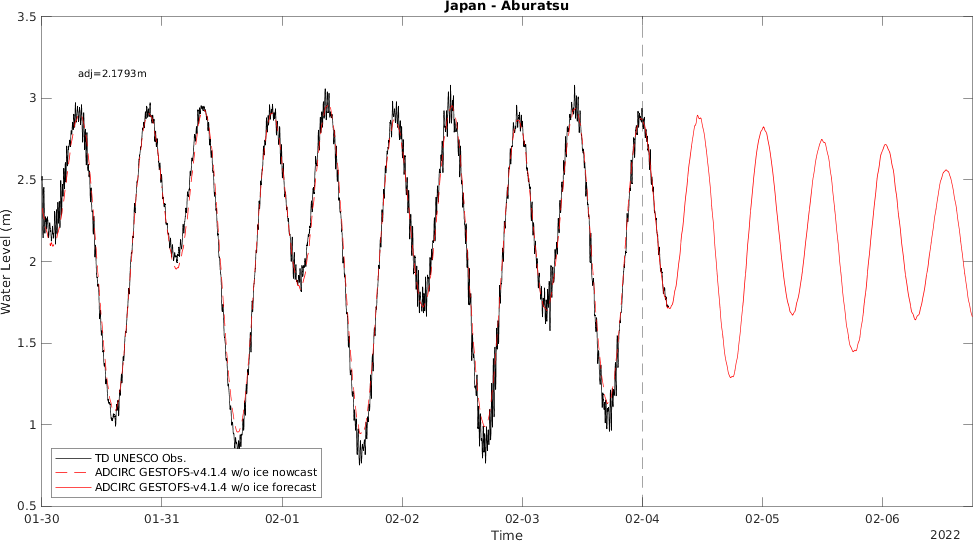 Japan - Aburatsu
3.5
adj=2.1793m
3
2.5
2
1.5
1
0.5
Water Level (m)
TD UNESCO Obs.
ADCIRC GESTOFS-v4.1.4 w/o ice nowcast
ADCIRC GESTOFS-v4.1.4 w/o ice forecast
01-30 01-31 02-01 02-02 02-03 02-04 02-05 02-06
Time
2022